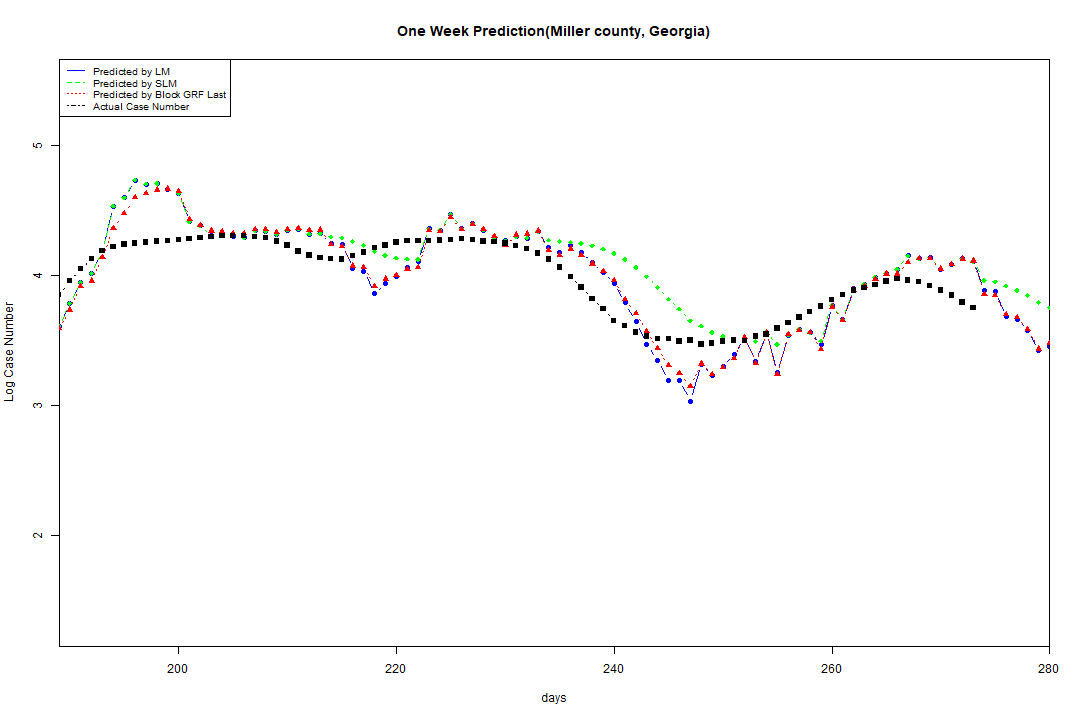 One Week Prediction(Miller county, Georgia)
Predicted by LM
Predicted by SLM
Predicted by Block GRF Last
Actual Case Number
5
4
3
2
Log Case Number
200 220 240 260 280
days